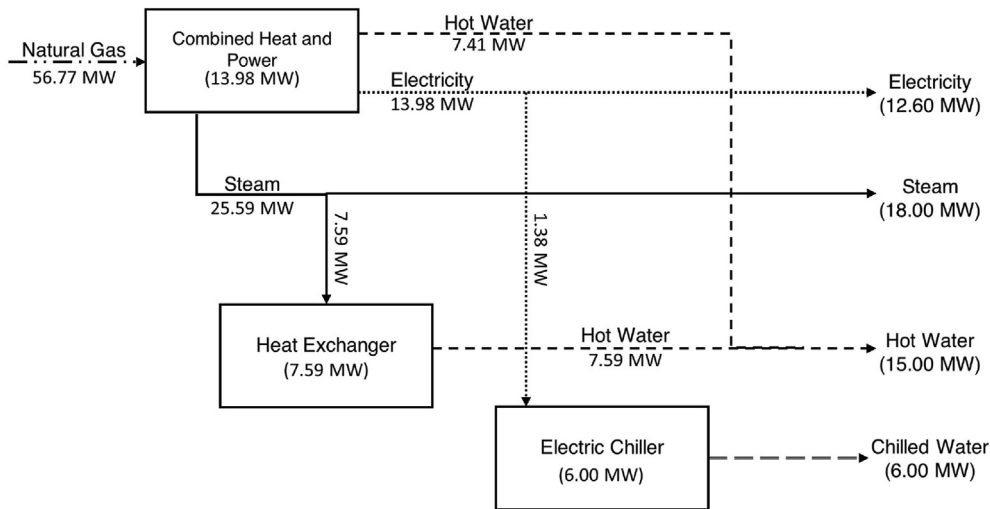 Natural Gas
56.77 MW
Combined Heat and
Power
(13.98 MW)
Hot Water
7.41 MW
Electricity
13.98 MW
Electricity
(12.60 MW)
Steam
25.59 MW
Steam
(18.00 MW)
7.59 MW
1.38 MW
Heat Exchanger
(7.59 MW)
Hot Water
7.59 MW
Hot Water
(15.00 MW)
Electric Chiller
(6.00 MW)
Chilled Water
(6.00 MW)